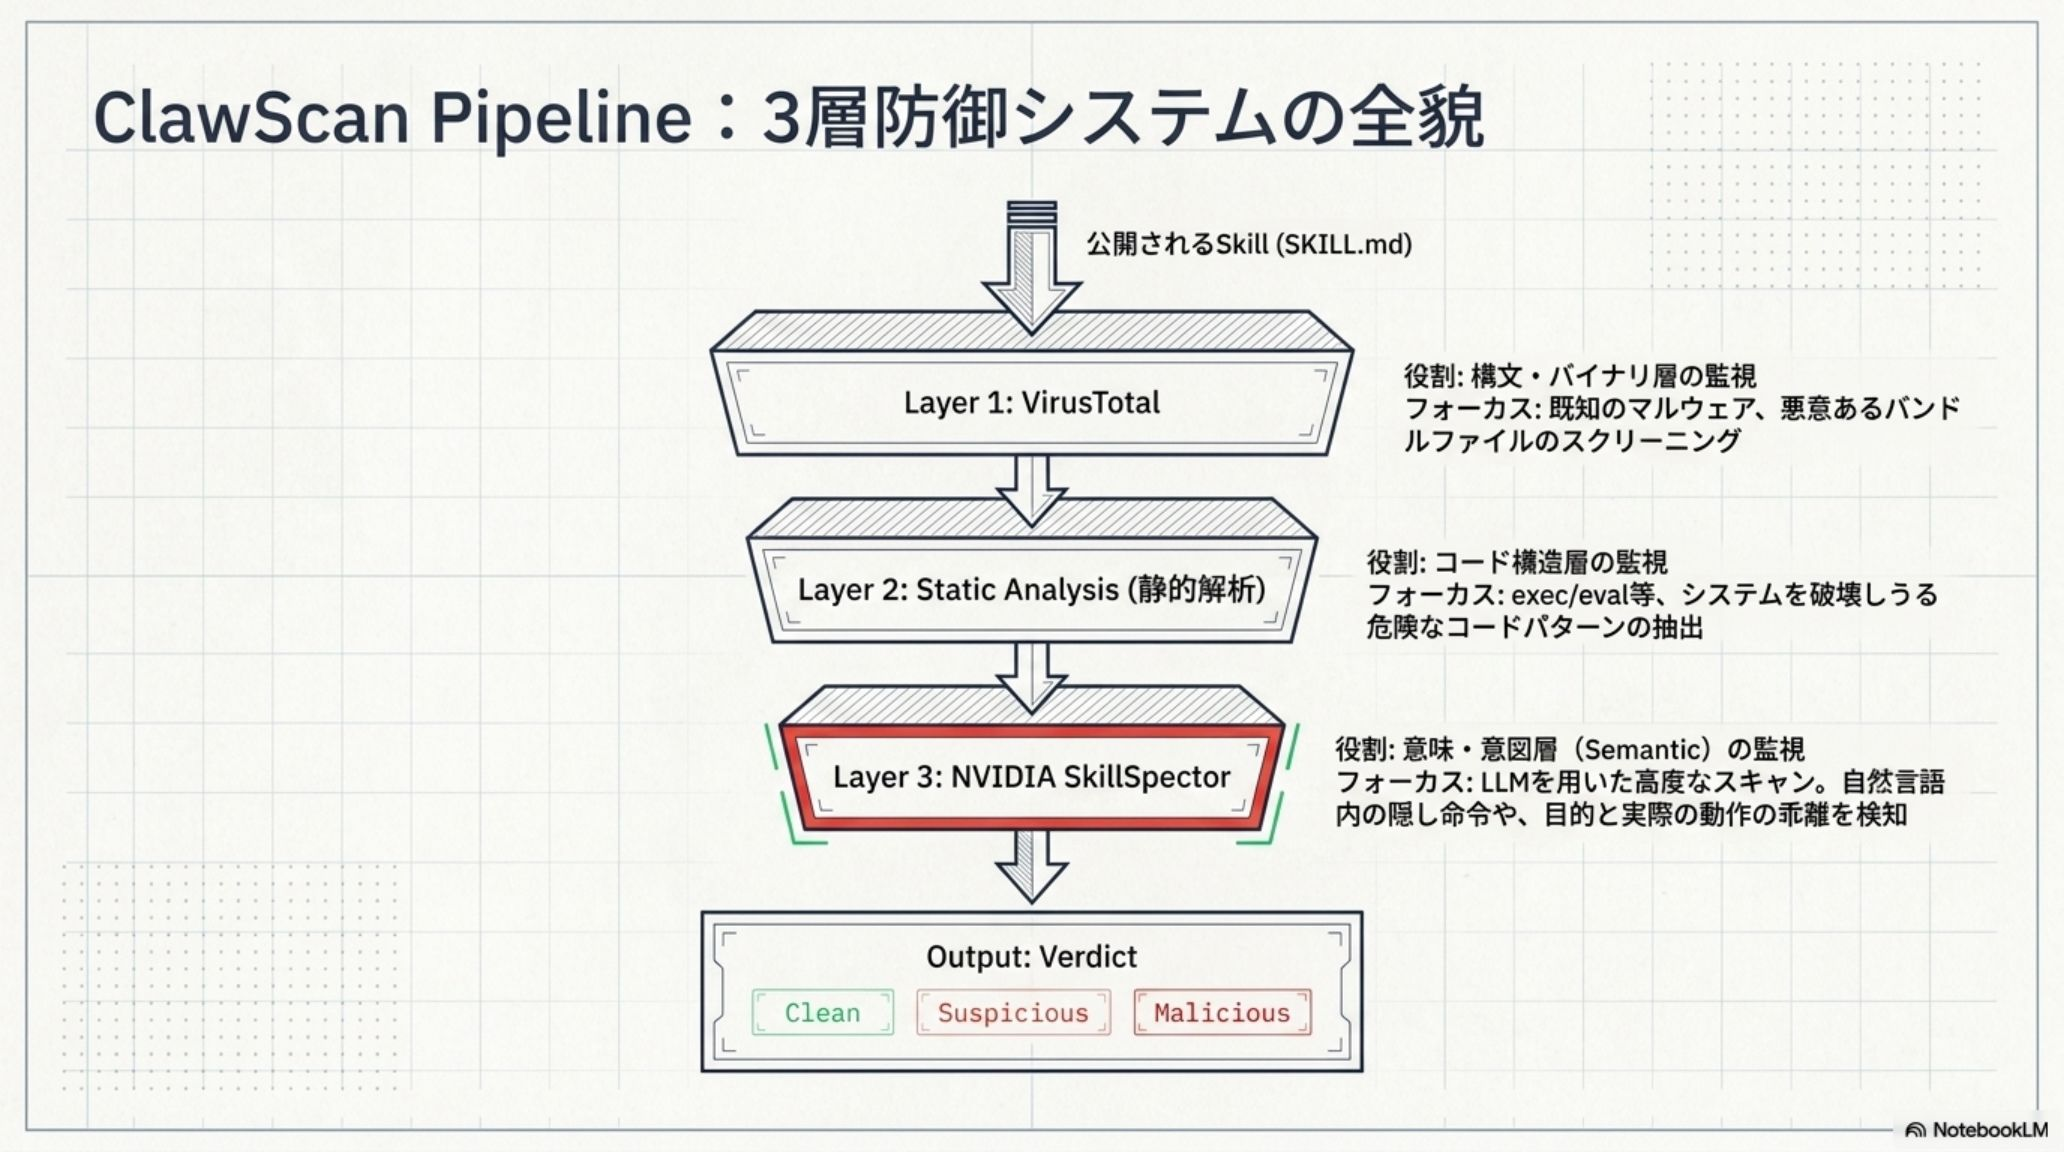 ClawScan Pipeline：3層防御システムの全貌
公開されるSkill (SKILL.md)
Layer 1: VirusTotal
役割: 構文・バイナリ層の監視
フォーカス: 既知のマルウェア、悪意あるバンド
ルファイルのスクリーニング
Layer 2: Static Analysis (静的解析)
役割: コード構造層の監視
フォーカス: exec/eval等、システムを破壊しうる
危険なコードパターンの抽出
Layer 3: NVIDIA SkillSpector
役割: 意味・意図層（Semantic）の監視
フォーカス: LLMを用いた高度なスキャン。自然言語
内の隠し命令や、目的と実際の動作の乖離を検知
Output: Verdict
Clean
Suspicious
Malicious
NotebookLM